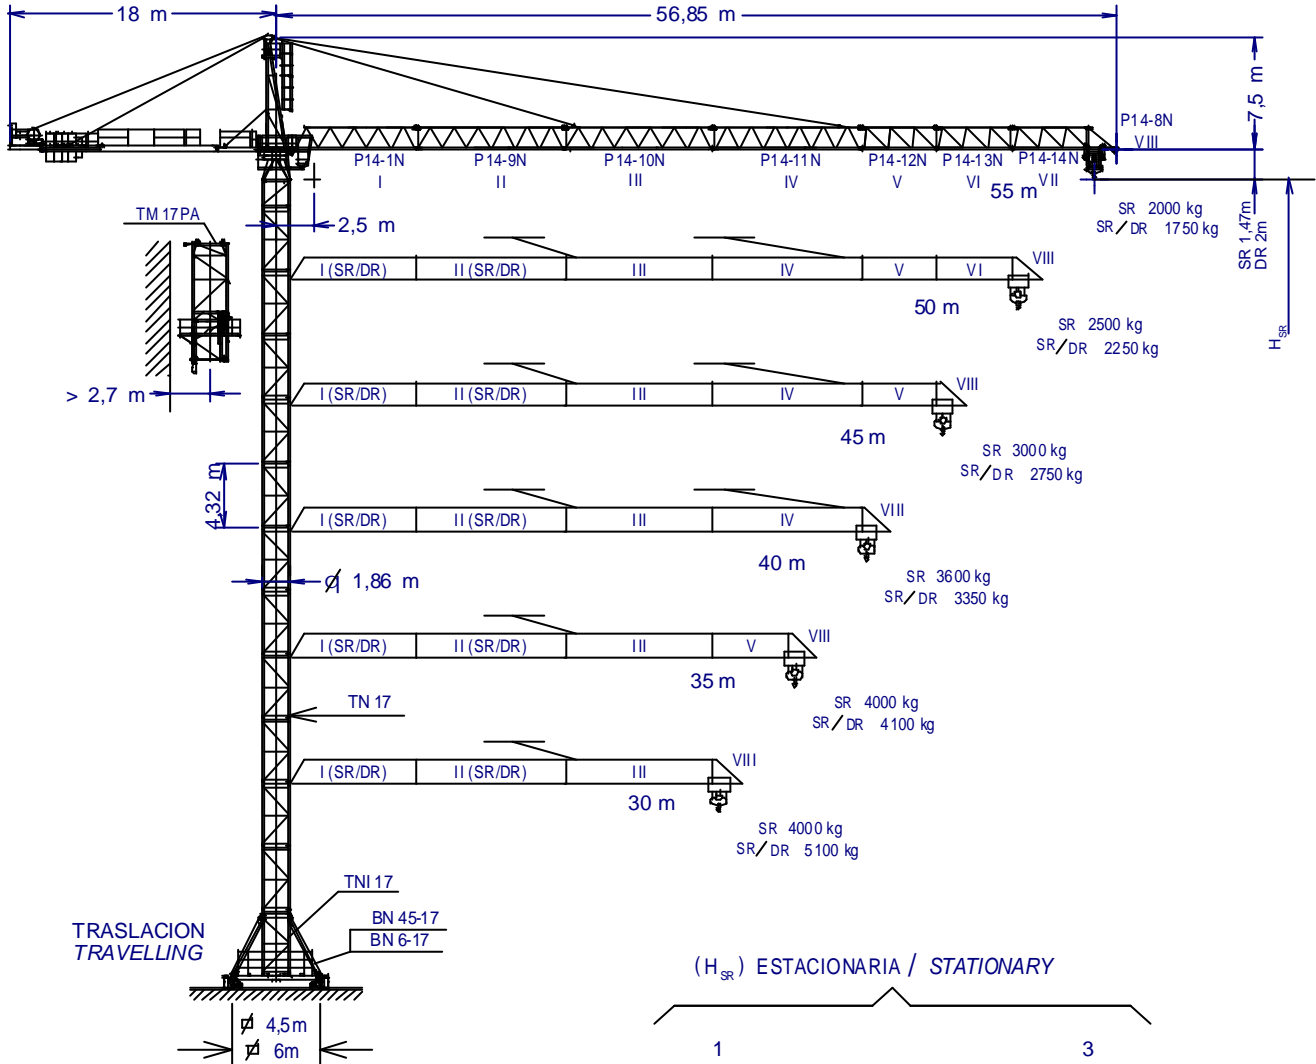 18 m
56,85 m
7,5 m
P14-8N
VIII
P14-1N P14-9N P14-10N P14-11N P14-12N P14-13N P14-14N
I II III IV V VI VII
55 m
SR 2000 kg
SR/DR 1750 kg
SR 1,47m
DR 2m
H SR
TM 17PA
2,5 m
I (SR/DR) II (SR/DR) III IV V VI VIII
50 m
SR 2500 kg
SR/DR 2250 kg
> 2,7 m
I (SR/DR) II (SR/DR) III IV V VIII
45 m
SR 3000 kg
SR/DR 2750 kg
4,32 m
I (SR/DR) II (SR/DR) III IV VIII
40 m
SR 3600 kg
SR/DR 3350 kg
∅ 1,86 m
I (SR/DR) II (SR/DR) III V VIII
35 m
SR 4000 kg
SR/DR 4100 kg
TN 17
I (SR/DR) II (SR/DR) III VIII
30 m
SR 4000 kg
SR/DR 5100 kg
TNI 17
BN 45-17
BN 6-17
TRASLACION
TRAVELLING
(H SR) ESTACIONARIA / STATIONARY
4,5m
6m
1 3